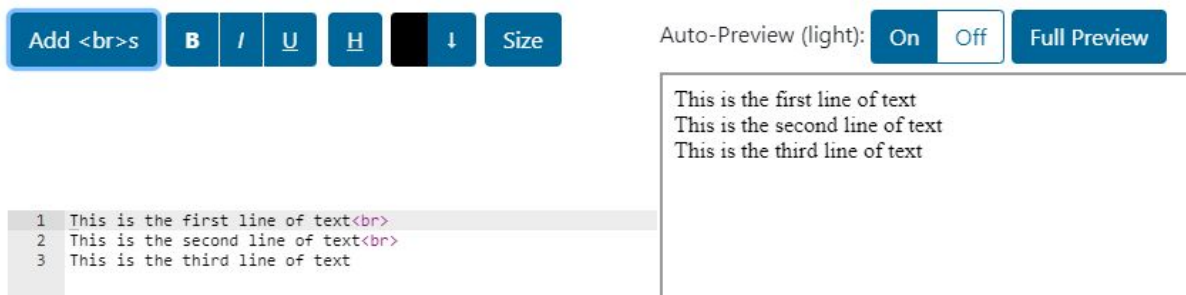 Add <br>s B I U H ↓ Size
Auto-Preview (light): On Off Full Preview
This is the first line of text
This is the second line of text
This is the third line of text
1 This is the first line of text<br>
2 This is the second line of text<br>
3 This is the third line of text